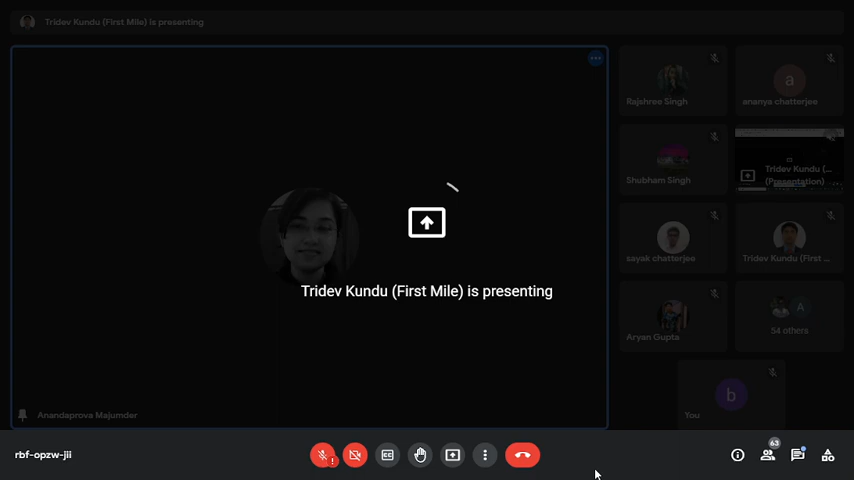 Tridev Kundu (First Mile) is presenting
Rajshree Singh
a
ananya chatterjee
Shubham Singh
Tridev Kundu (...
(Presentation)
sayak chatterjee
Tridev Kundu (First ...
Tridev Kundu (First Mile) is presenting
Aryan Gupta
A
54 others
b
You
Anandaprova Majumder
rbf-opzw-jii
!
CC
63